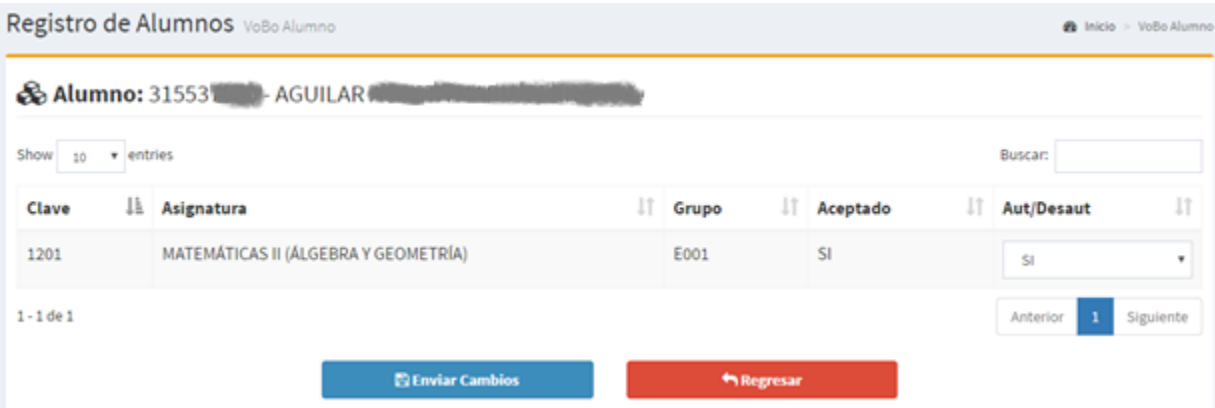 Registro de Alumnos VoBo Alumno
Inicio > VoBo Alumno
Alumno: 31553 - AGUILAR
Show 10 entries
Buscar:
Clave Asignatura Grupo Aceptado Aut/Desaut
1201 MATEMÁTICAS II (ÁLGEBRA Y GEOMETRÍA) E001 SI SI
1 - 1 de 1
Anterior 1 Siguiente
Enviar Cambios
Regresar